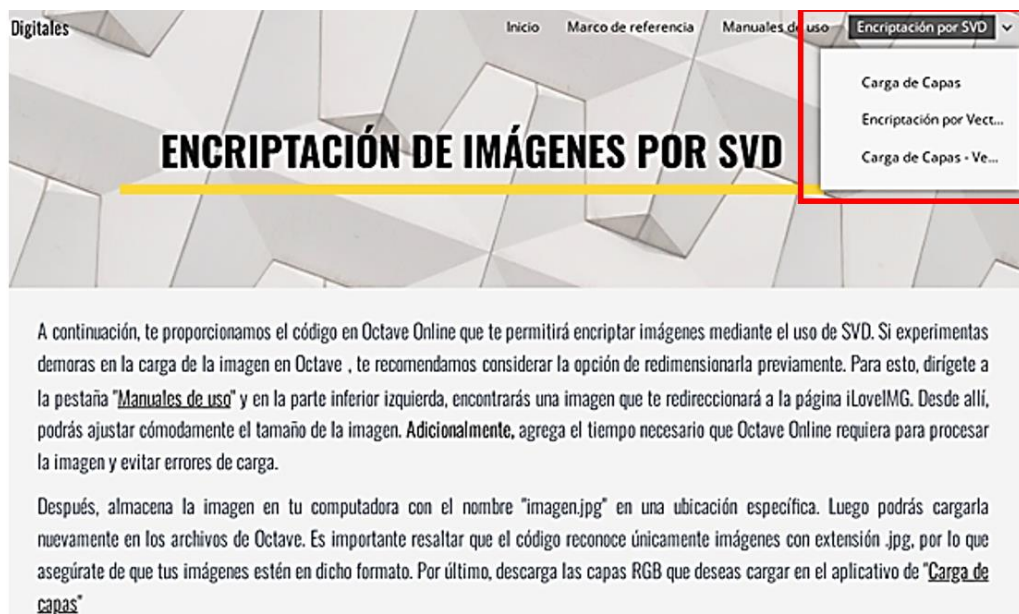 Digitales
Inicio Marco de referencia Manuales de uso Encriptación por SVD
Carga de Capas
Encriptación por Vect...
Carga de Capas - Ve...
ENCRIPTACIÓN DE IMÁGENES POR SVD
A continuación, te proporcionamos el código en Octave Online que te permitirá encriptar imágenes mediante el uso de SVD. Si experimentas
demoras en la carga de la imagen en Octave , te recomendamos considerar la opción de redimensionarla previamente. Para esto, dirígete a
la pestaña "Manuales de uso" y en la parte inferior izquierda, encontrarás una imagen que te redireccionará a la página iLoveIMG. Desde allí,
podrás ajustar cómodamente el tamaño de la imagen. Adicionalmente, agrega el tiempo necesario que Octave Online requiera para procesar
la imagen y evitar errores de carga.
Después, almacena la imagen en tu computadora con el nombre "imagen.jpg" en una ubicación específica. Luego podrás cargarla
nuevamente en los archivos de Octave. Es importante resaltar que el código reconoce únicamente imágenes con extensión .jpg, por lo que
asegúrate de que tus imágenes estén en dicho formato. Por último, descarga las capas RGB que deseas cargar en el aplicativo de "Carga de
capas"